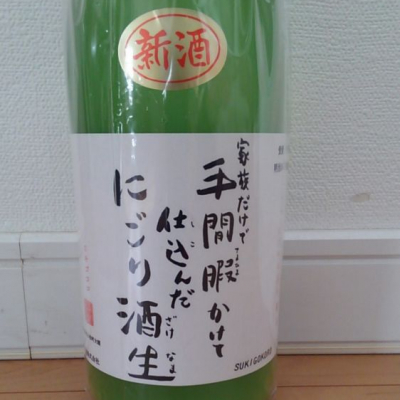 新酒
家族だけで
手間暇かけて
仕込んだ
にごり酒生